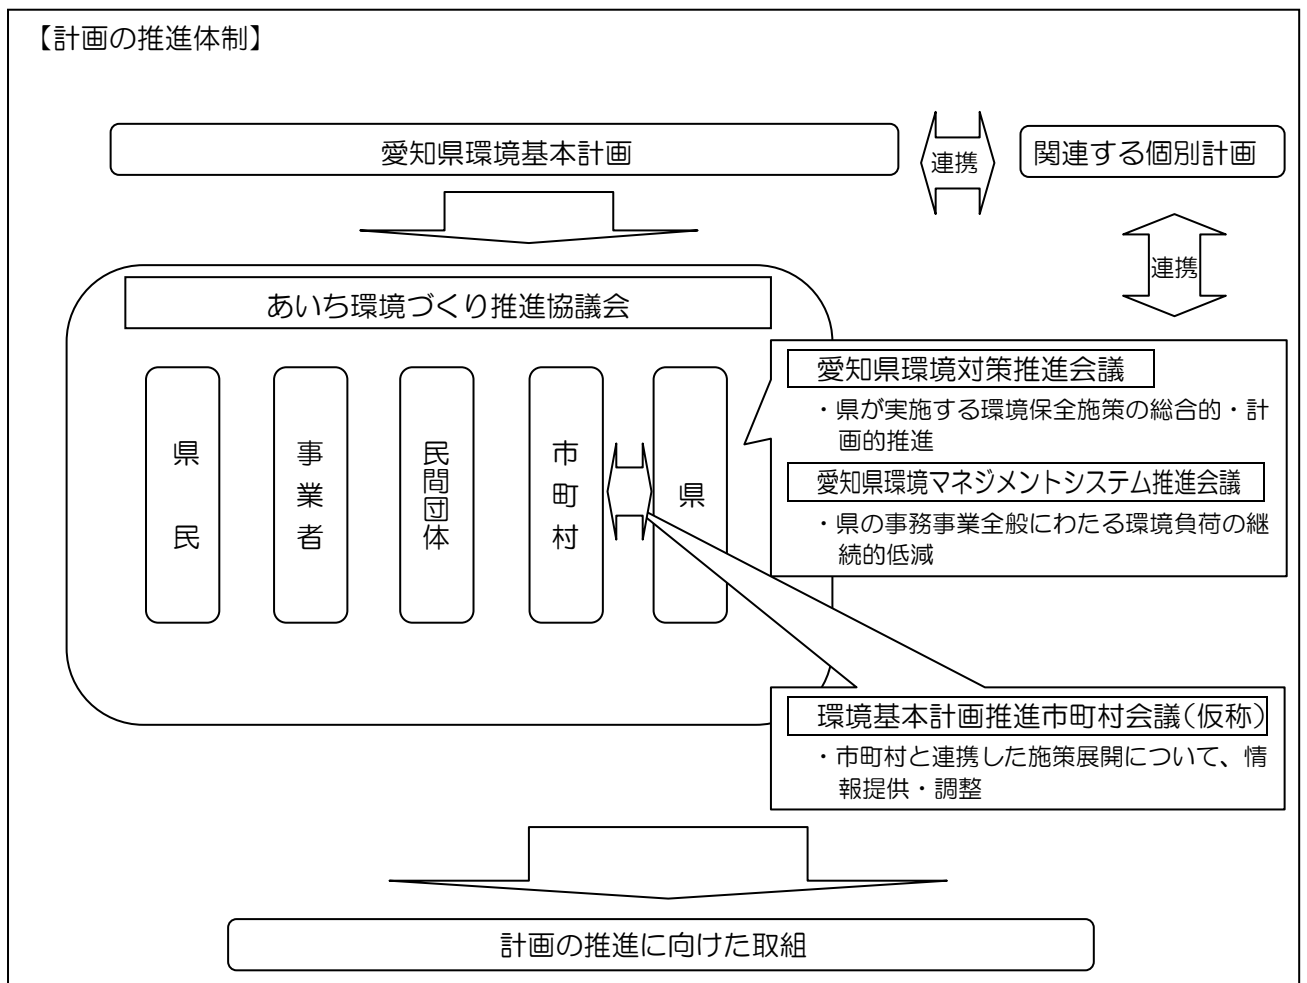 【計画の推進体制】
愛知県環境基本計画
連携
関連する個別計画
連携
あいち環境づくり推進協議会
県民
事業者
民間団体
市町村
県
愛知県環境対策推進会議
・県が実施する環境保全施策の総合的・計
画的推進
愛知県環境マネジメントシステム推進会議
・県の事務事業全般にわたる環境負荷の継
続的低減
環境基本計画推進市町村会議(仮称)
・市町村と連携した施策展開について、情
報提供・調整
計画の推進に向けた取組